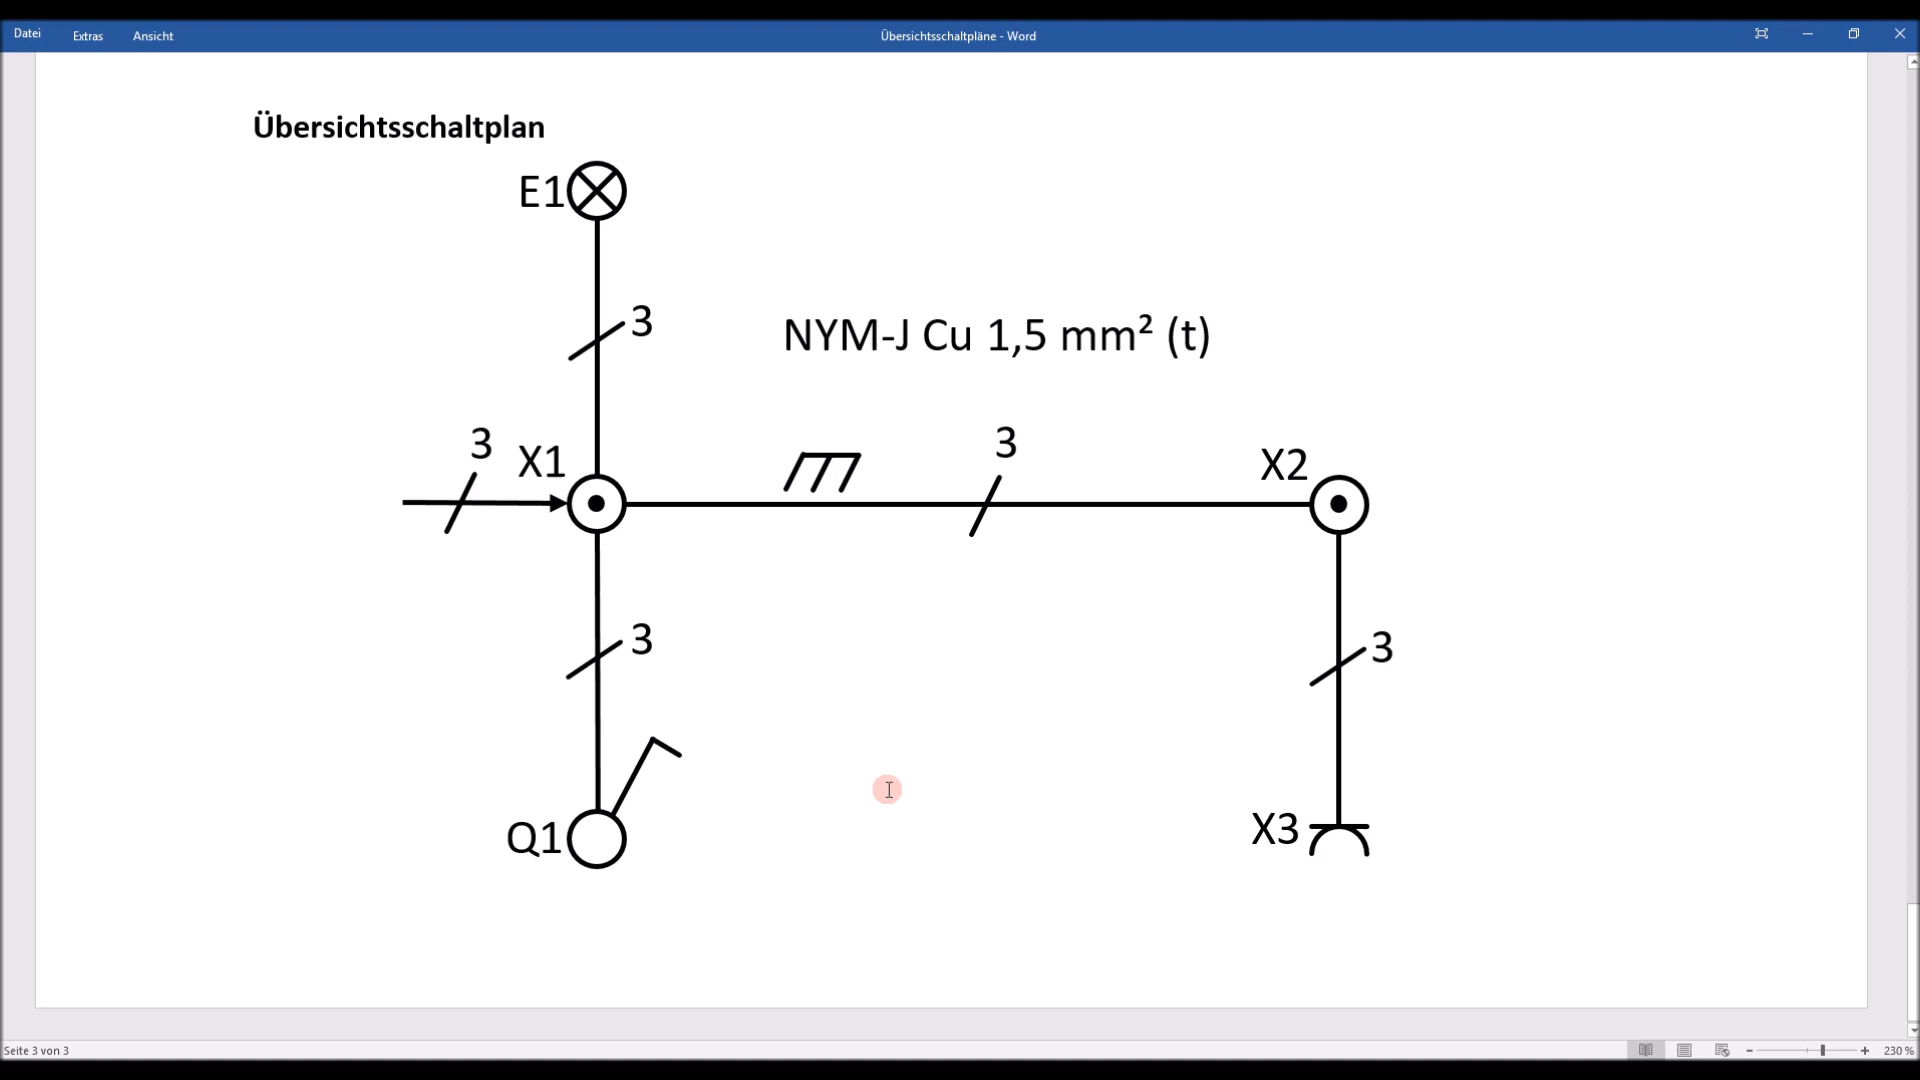 Datei Extras Ansicht Übersichtsschaltpläne - Word
Übersichtsschaltplan
E1
3
NYM-J Cu 1,5 mm² (t)
3 X1 3 X2
3 3
Q1 X3
Seite 3 von 3 230 %